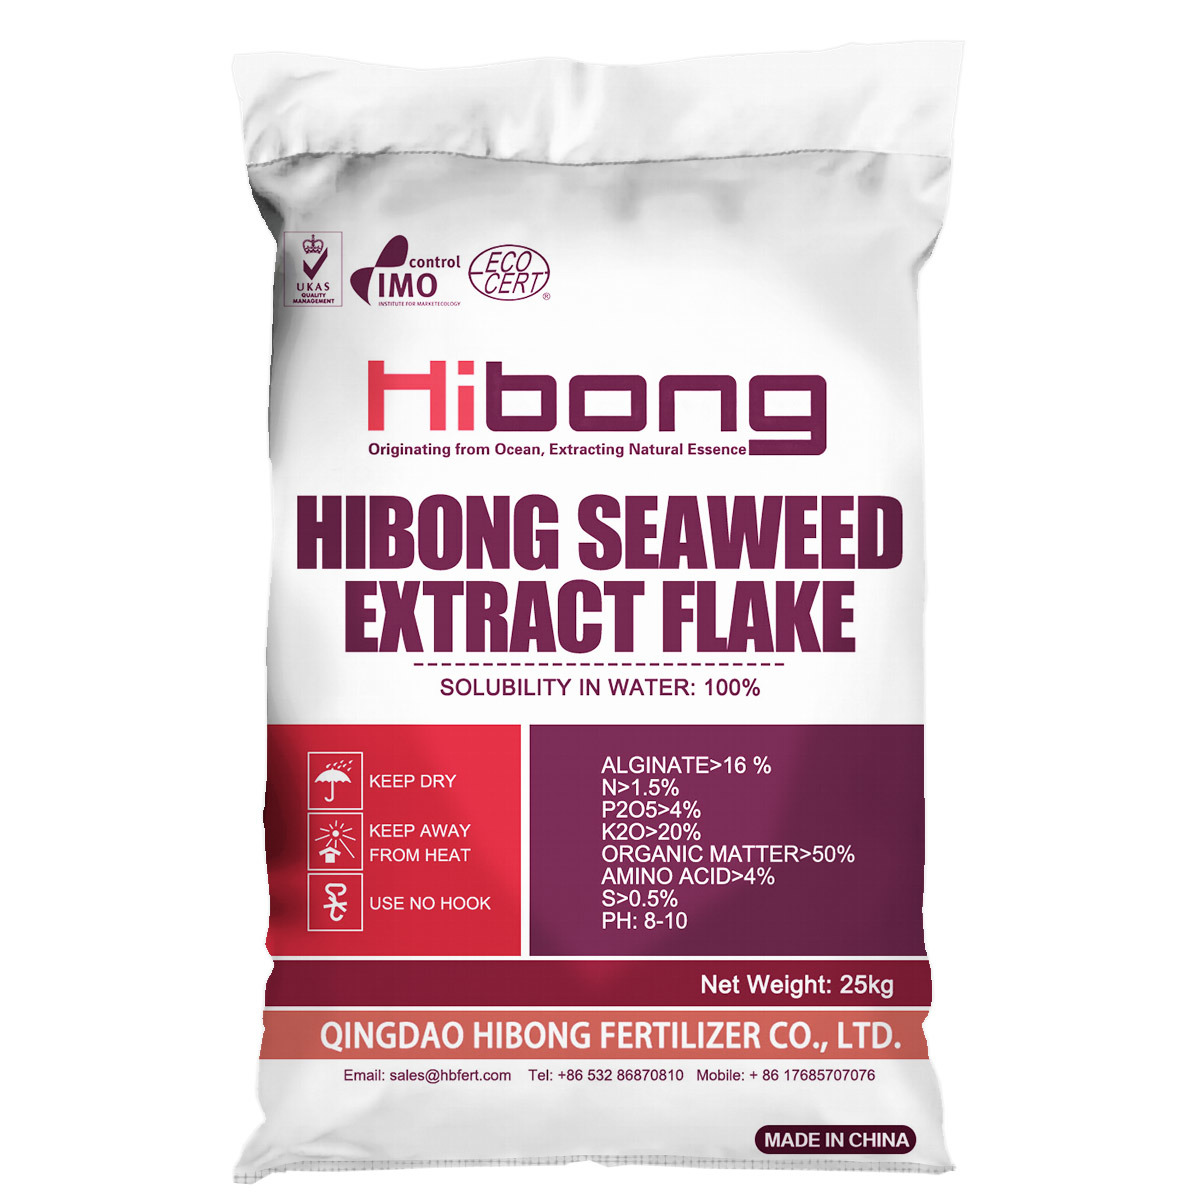 UKAS
QUALITY
MANAGEMENT
control
IMO
INSTITUTE FOR MARKETECOLOGY
ECO
CERT
®
Hibong
Originating from Ocean, Extracting Natural Essence
HIBONG SEAWEED
EXTRACT FLAKE
SOLUBILITY IN WATER: 100%
KEEP DRY
KEEP AWAY
FROM HEAT
USE NO HOOK
ALGINATE>16 %
N>1.5%
P2O5>4%
K2O>20%
ORGANIC MATTER>50%
AMINO ACID>4%
S>0.5%
PH: 8-10
Net Weight: 25kg
QINGDAO HIBONG FERTILIZER CO., LTD.
Email: sales@hbfert.com Tel: +86 532 86870810 Mobile: + 86 17685707076
MADE IN CHINA